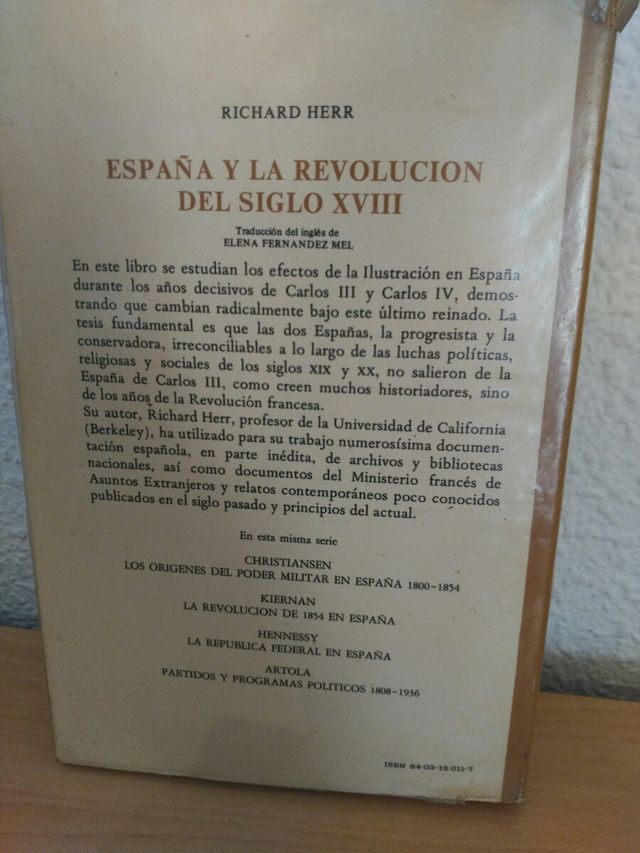 RICHARD HERR
ESPAÑA Y LA REVOLUCION
DEL SIGLO XVIII
Traducción del inglés de
ELENA FERNANDEZ MEL
En este libro se estudian los efectos de la Ilustración en España
durante los años decisivos de Carlos III y Carlos IV, demos-
trando que cambian radicalmente bajo este último reinado. La
tesis fundamental es que las dos Españas, la progresista y la
conservadora, irreconciliables a lo largo de las luchas políticas,
religiosas y sociales de los siglos XIX y XX, no salieron de la
España de Carlos III, como creen muchos historiadores, sino
de los años de la Revolución francesa.
Su autor, Richard Herr, profesor de la Universidad de California
(Berkeley), ha utilizado para su trabajo numerosísima documen-
tación española, en parte inédita, de archivos y bibliotecas
nacionales, así como documentos del Ministerio francés de
Asuntos Extranjeros y relatos contemporáneos poco conocidos
publicados en el siglo pasado y principios del actual.
En esta misma serie
CHRISTIANSEN
LOS ORIGENES DEL PODER MILITAR EN ESPAÑA 1800-1854
KIERNAN
LA REVOLUCION DE 1854 EN ESPAÑA
HENNESSY
LA REPUBLICA FEDERAL EN ESPAÑA
ARTOLA
PARTIDOS Y PROGRAMAS POLITICOS 1808-1936
ISBN 84-03-12 011-7